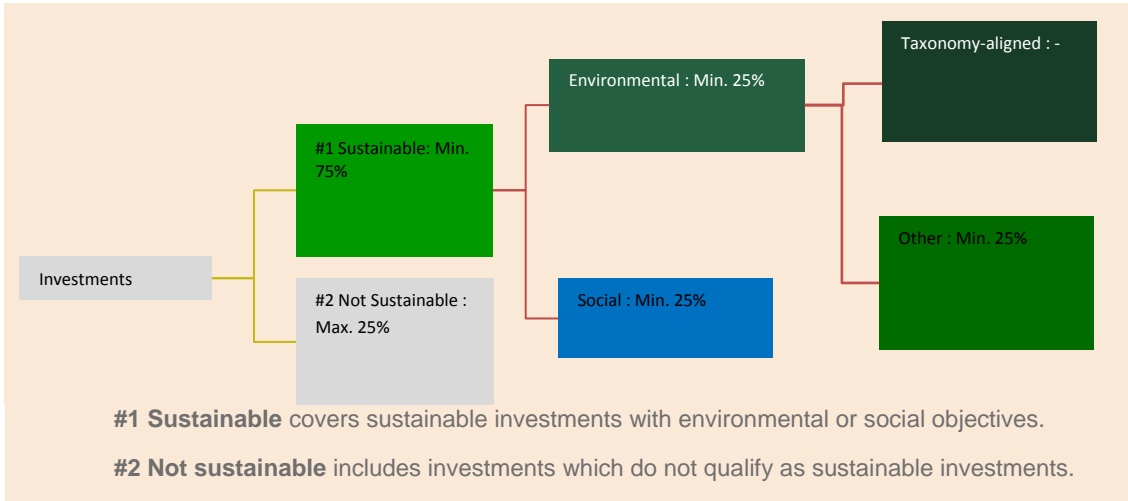 Taxonomy-aligned : -
Environmental : Min. 25%
#1 Sustainable: Min.
75%
Other : Min. 25%
Investments
#2 Not Sustainable :
Max. 25%
Social : Min. 25%
#1 Sustainable covers sustainable investments with environmental or social objectives.
#2 Not sustainable includes investments which do not qualify as sustainable investments.